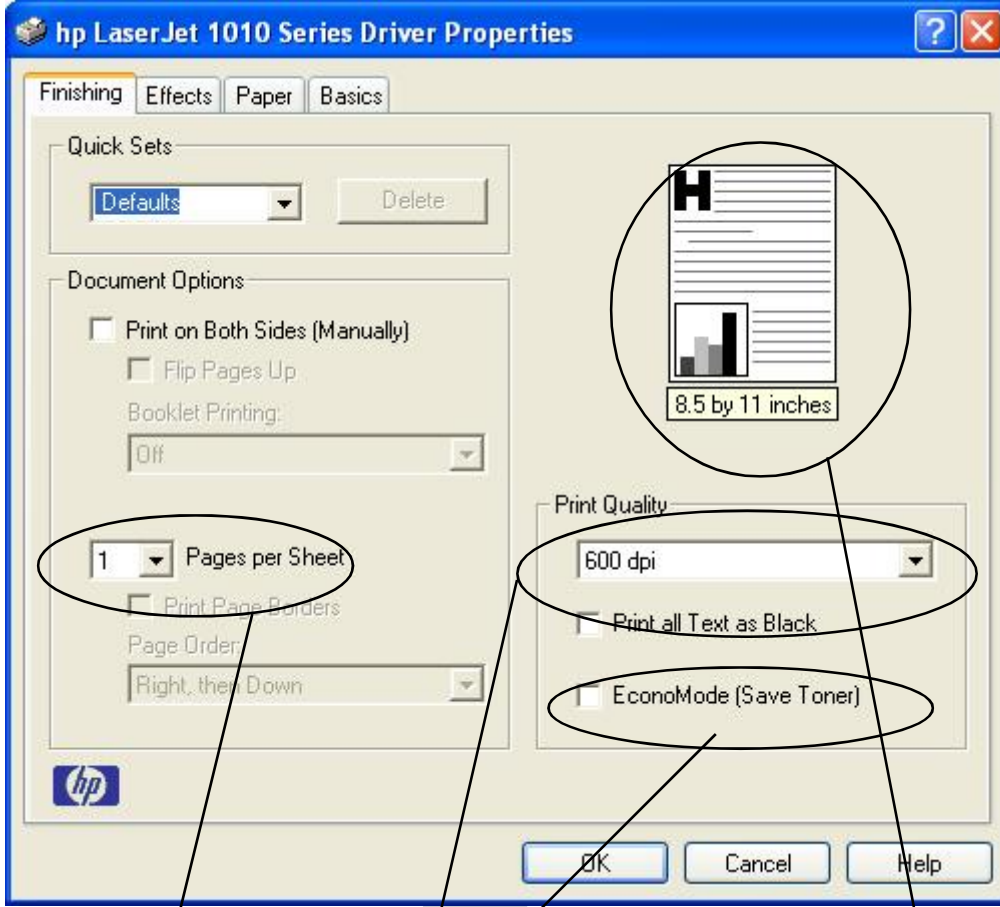 hp LaserJet 1010 Series Driver Properties
Finishing Effects Paper Basics
Quick Sets
Defaults
Delete
Document Options
Print on Both Sides (Manually)
Flip Pages Up
Booklet Printing:
Off
1 Pages per Sheet
Print Page Borders
Page Order:
Right, then Down
H
8.5 by 11 inches
Print Quality
600 dpi
Print all Text as Black
EconoMode (Save Toner)
hp
OK Cancel Help